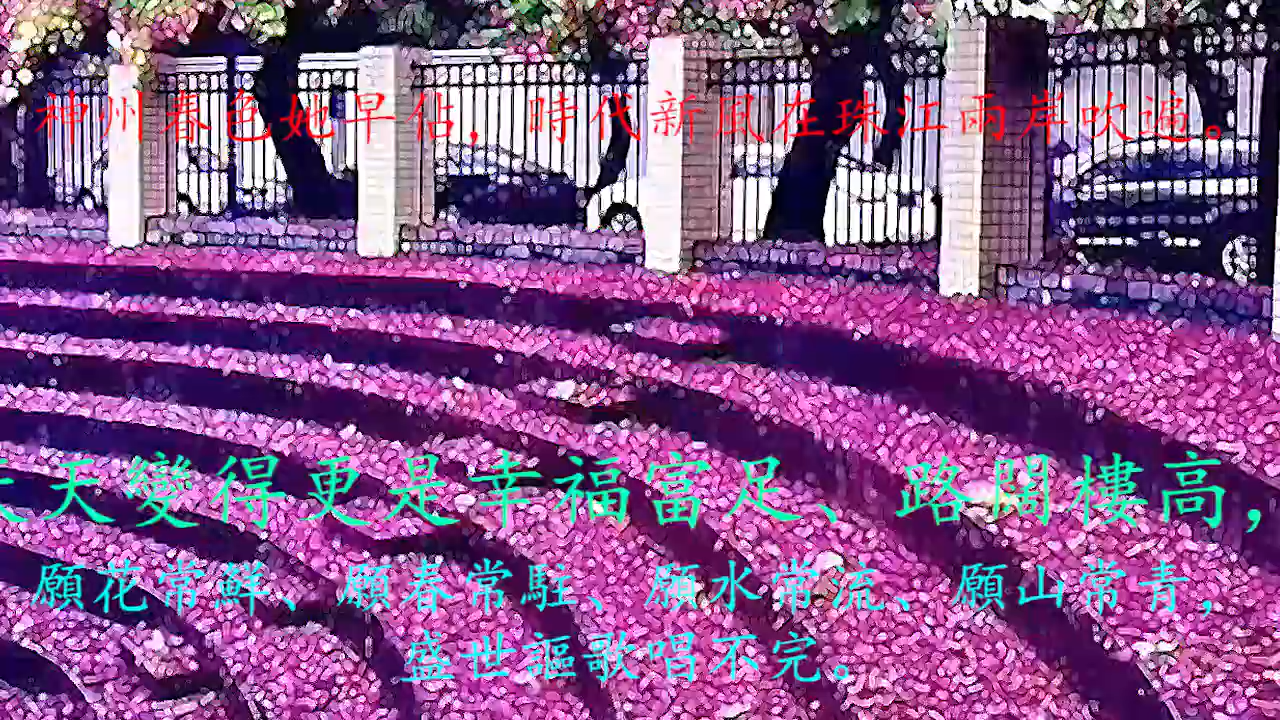 神州春色她早佔，時代新風在珠江兩岸吹遍。
天天變得更是幸福富足、路闊樓高，
願花常鮮、願春常駐、願水常流、願山常青，
盛世謳歌唱不完。